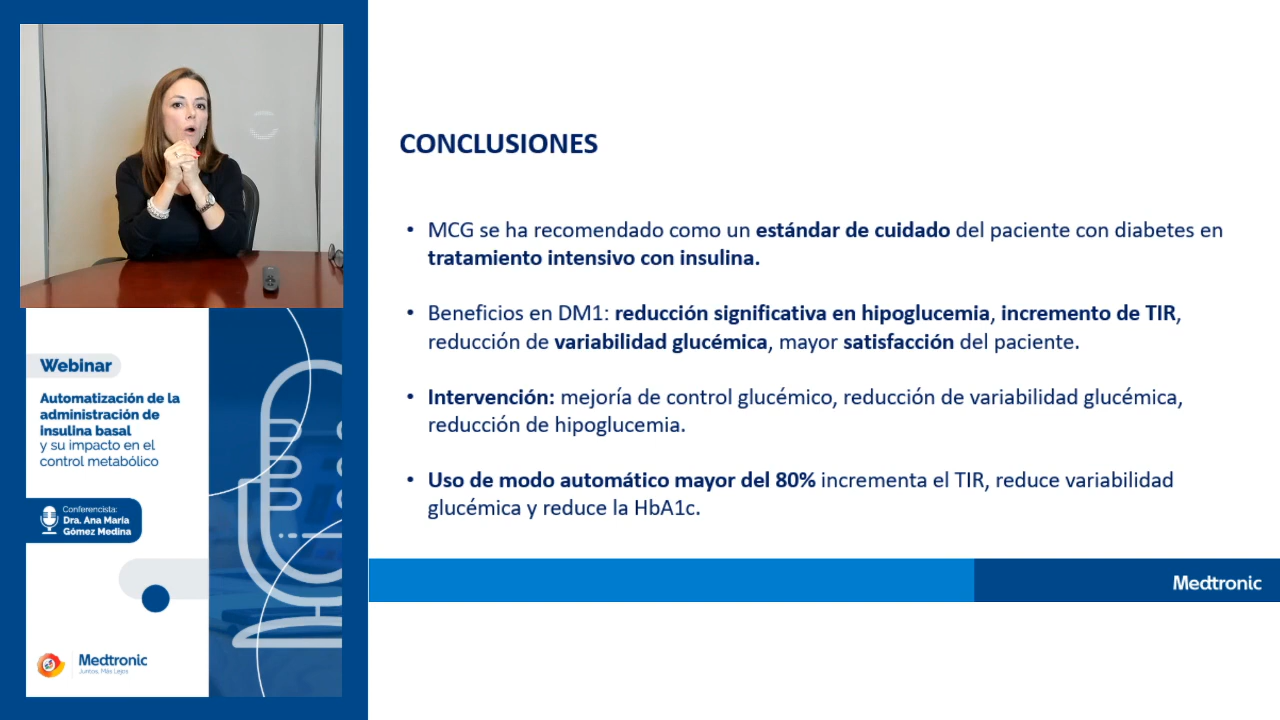 CONCLUSIONES
• MCG se ha recomendado como un estándar de cuidado del paciente con diabetes en
tratamiento intensivo con insulina.
• Beneficios en DM1: reducción significativa en hipoglucemia, incremento de TIR,
reducción de variabilidad glucémica, mayor satisfacción del paciente.
• Intervención: mejoría de control glucémico, reducción de variabilidad glucémica,
reducción de hipoglucemia.
• Uso de modo automático mayor del 80% incrementa el TIR, reduce variabilidad
glucémica y reduce la HbA1c.
Medtronic
Webinar
Automatización de la
administración de
insulina basal
y su impacto en el
control metabólico
Conferencista:
Dra. Ana María
Gómez Medina
Medtronic
Juntos, Más Lejos